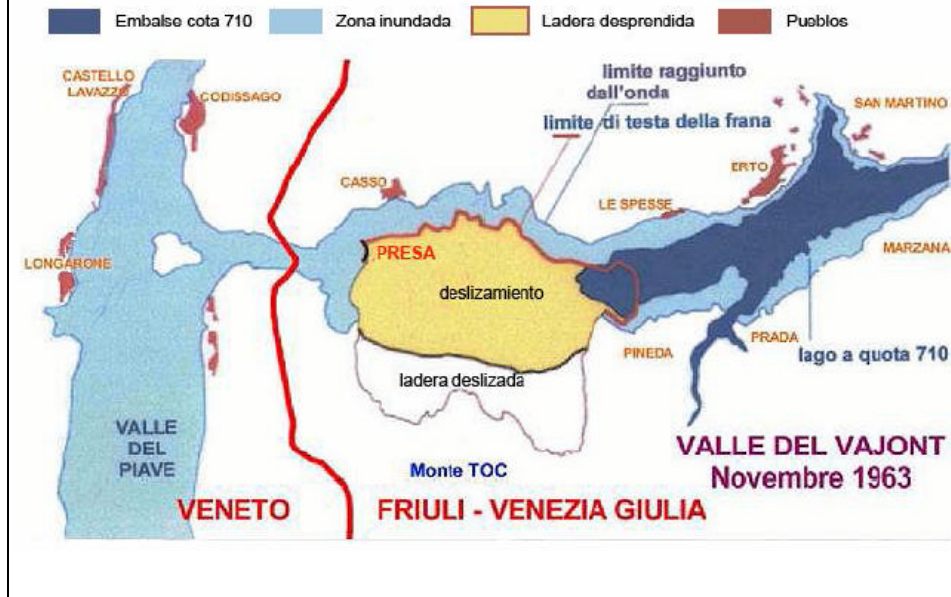 Embalse cota 710
Zona inundada
Ladera desprendida
Pueblos
CASTELLO
LAVAZZO
CODISSAGO
limite raggiunto
dall'onda
limite di testa della frana
SAN MARTINO
ERTO
CASSO
LE SPESSE
MARZANA
LONGARONE
PRESA
deslizamiento
PINEDA
PRADA
lago a quota 710
ladera deslizada
VALLE
DEL
PIAVE
Monte TOC
VALLE DEL VAJONT
Novembre 1963
VENETO
FRIULI - VENEZIA GIULIA